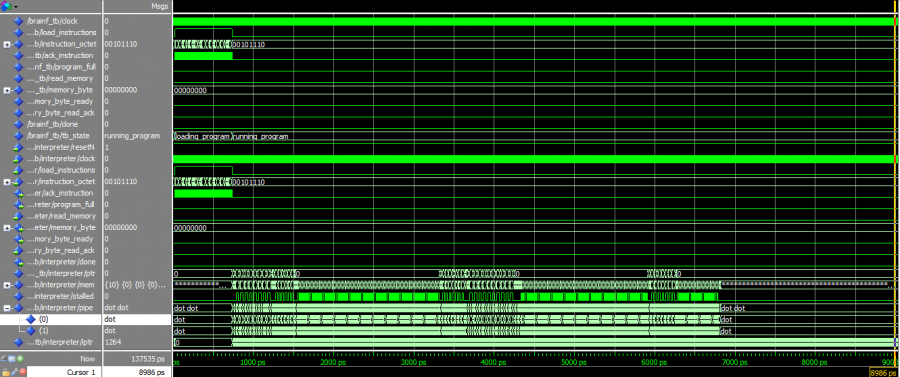 Msgs
/brainf_tb/clock 0
...b/load_instructions 0
...b/instruction_octet 00101110 00101110
...tb/ack_instruction 0
...nf_tb/program_full 0
..._tb/read_memory 0
..._tb/memory_byte 00000000 00000000
...mory_byte_ready 0
...ry_byte_read_ack 0
/brainf_tb/done 0
/brainf_tb/tb_state running_program loading_program running_program
...interpreter/resetN 1
...b/interpreter/clock 0
...r/load_instructions 0
...r/instruction_octet 00101110 00101110
...er/ack_instruction 0
...reter/program_full 0
...eter/read_memory 0
...eter/memory_byte 00000000 00000000
...mory_byte_ready 0
...ry_byte_read_ack 0
...b/interpreter/done 0
..._tb/interpreter/ptr 0 0 0 0
...b/interpreter/mem {10} {0} {0} {0}...
...interpreter/stalled 0
...b/interpreter/pipe dot dot dot dot dot dot
(0) dot dot dot
(1) dot dot dot
...tb/interpreter/iptr 1264 0
Now 137535 ps ps 1000 ps 2000 ps 3000 ps 4000 ps 5000 ps 6000 ps 7000 ps 8000 ps
Cursor 1 8986 ps 8986 ps